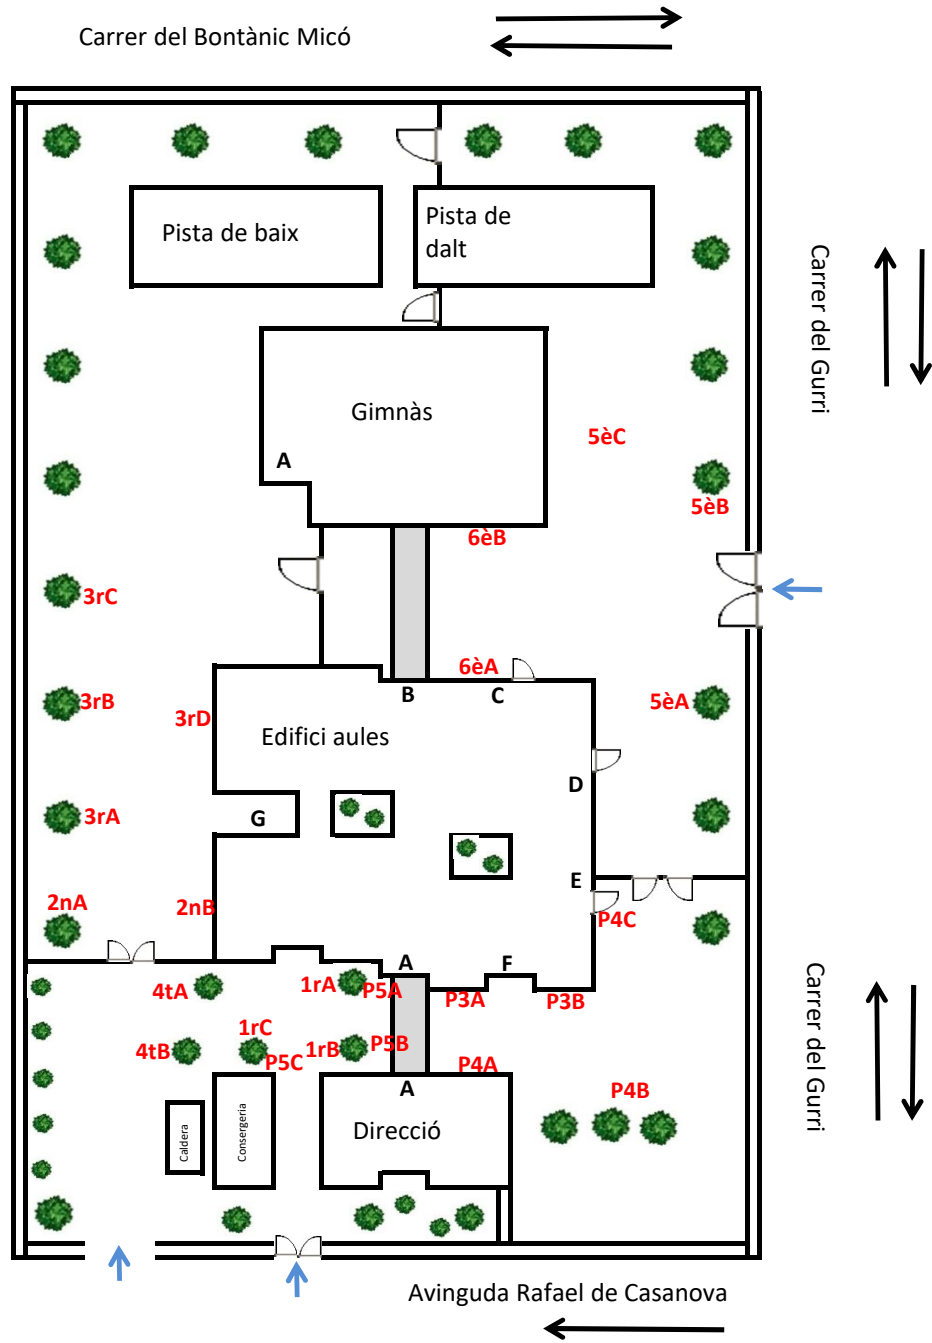 Carrer del Bontànic Micó
Pista de baix
Pista de
dalt
Carrer del Gurri
Gimnàs
5èC
A
5èB
6èB
3rC
6èA
B
C
3rB
3rD
5èA
Edifici aules
D
3rA
G
E
2nA
2nB
P4C
A
F
4tA
1rA
P5A
P3A
P3B
Carrer del Gurri
1rC
4tB
P5C
1rB
P5B
P4A
A
P4B
Caldera
Consergeria
Direcció
Avinguda Rafael de Casanova